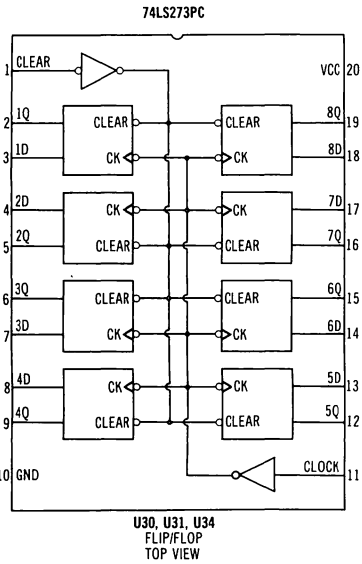 74LS273PC
1 CLEAR VCC 20
2 1Q CLEAR CLEAR 8Q 19
3 1D CK CK 8D 18
4 2D CK CK 7D 17
5 2Q CLEAR CLEAR 7Q 16
6 3Q CLEAR CLEAR 6Q 15
7 3D CK CK 6D 14
8 4D CK CK 5D 13
9 4Q CLEAR CLEAR 5Q 12
10 GND CLOCK 11
U30, U31, U34
FLIP/FLOP
TOP VIEW